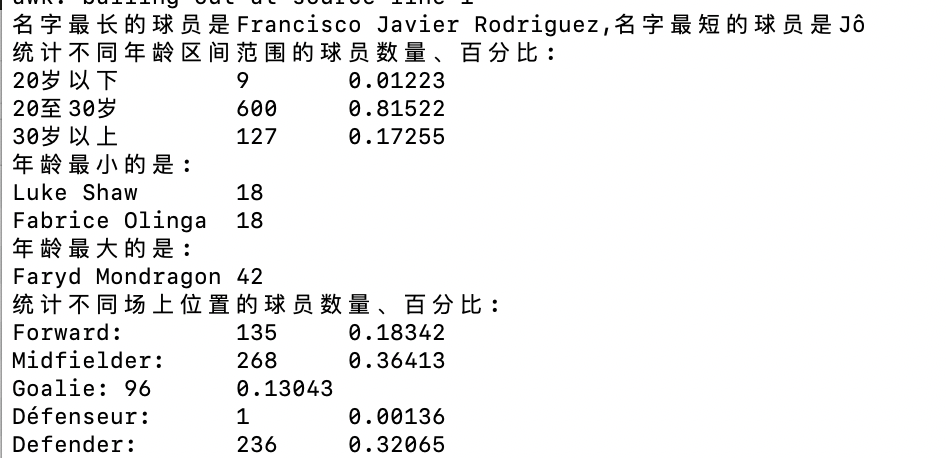 awk: bailing out at source line 1
名字最长的球员是Francisco Javier Rodriguez,名字最短的球员是Jô
统计不同年龄区间范围的球员数量、百分比:
20岁以下 9 0.01223
20至30岁 600 0.81522
30岁以上 127 0.17255
年龄最小的是:
Luke Shaw 18
Fabrice Olinga 18
年龄最大的是:
Faryd Mondragon 42
统计不同场上位置的球员数量、百分比:
Forward: 135 0.18342
Midfielder: 268 0.36413
Goalie: 96 0.13043
Défenseur: 1 0.00136
Defender: 236 0.32065